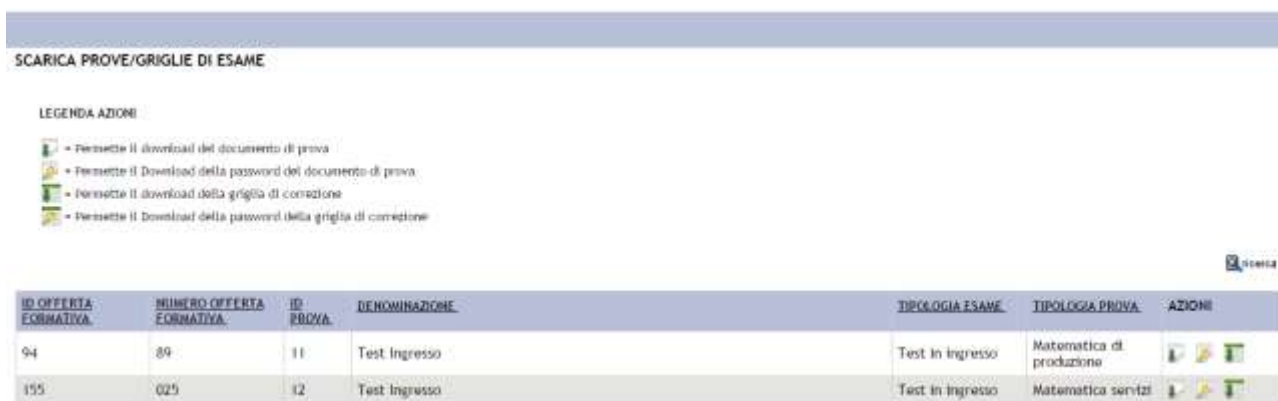 SCARICA PROVE/GRIGLIE DI ESAME
LEGENDA AZIONI
= Permette il download del documento di prova
= Permette il Download della password del documento di prova
= Permette il download della griglia di correzione
= Permette il Download della password della griglia di correzione
ricerca
ID OFFERTA FORMATIVA NUMERO OFFERTA FORMATIVA ID PROVA DENOMINAZIONE TIPOLOGIA ESAME TIPOLOGIA PROVA AZIONI
94 89 11 Test Ingresso Test in ingresso Matematica di produzione
155 025 12 Test Ingresso Test in ingresso Matematica servizi